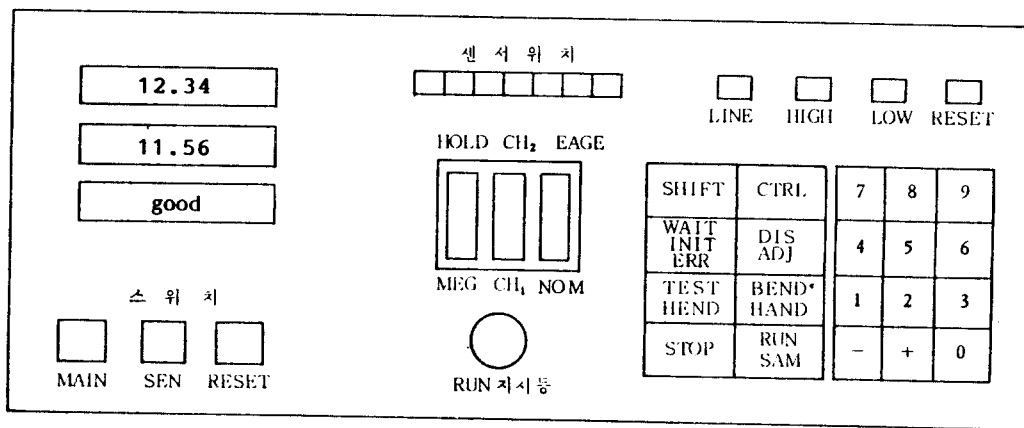 12.34
11.56
good
스 위 치
MAIN SEN RESET
센 서 위 치
HOLD CH₂ EAGE
MEG CH₁ NOM
RUN 지시등
LINE HIGH LOW RESET
SHIFT CTRL 7 8 9
WAIT INIT ERR DIS ADJ 4 5 6
TEST HEND BEND HAND 1 2 3
STOP RUN SAM - + 0